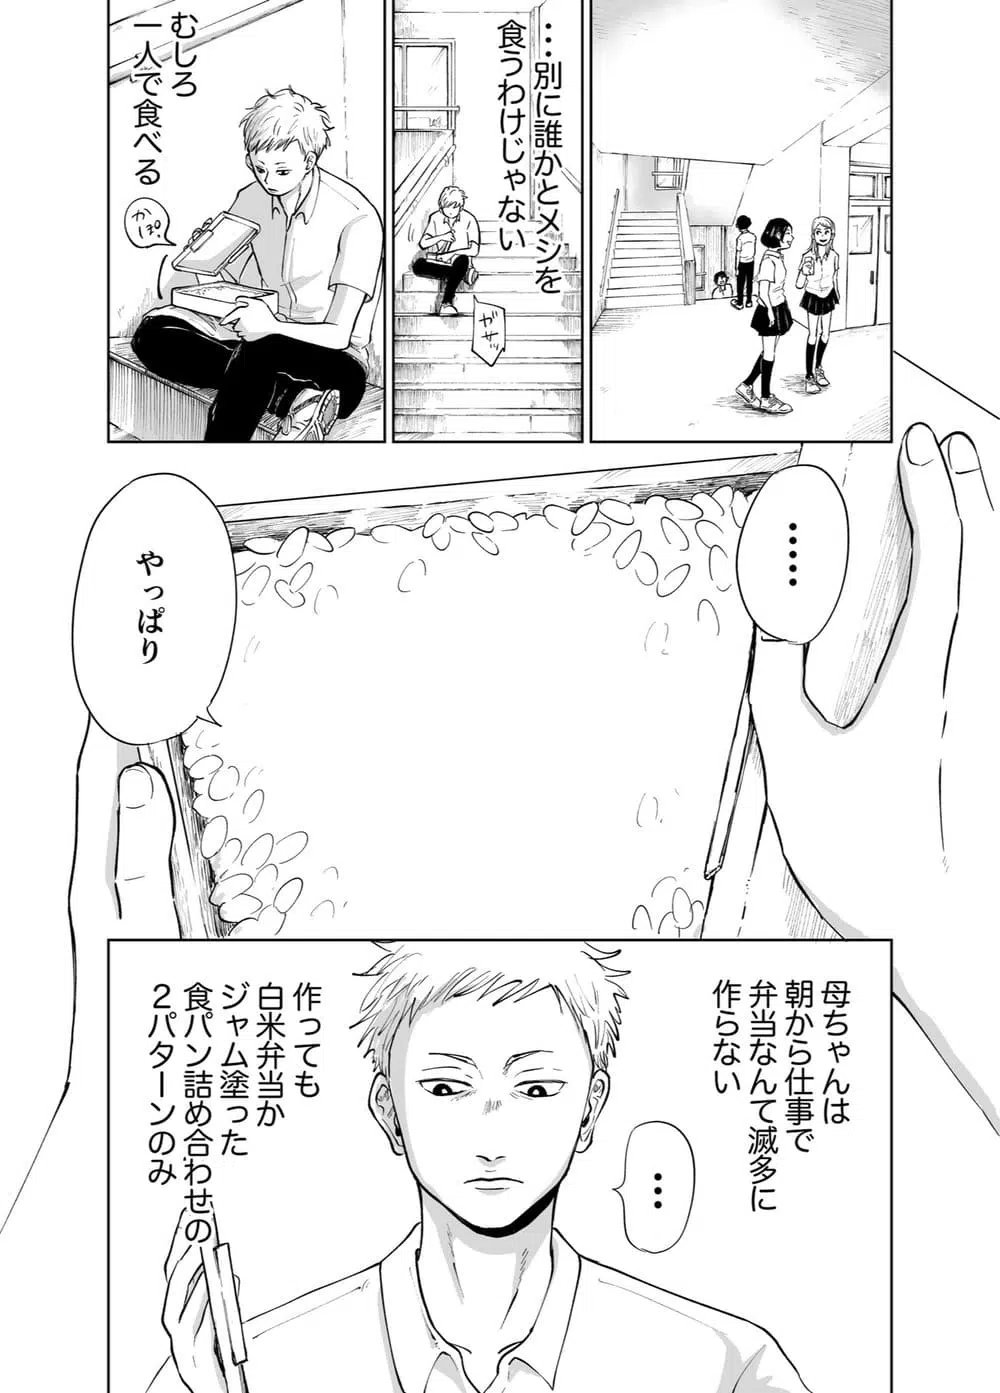 …別に誰かとメシを
食うわけじゃない
ガサッ
むしろ
一人で食べる
かぽ
……
やっぱり
母ちゃんは
朝から仕事で
弁当なんて滅多に
作らない
…
作っても
白米弁当か
ジャム塗った
食パン詰め合わせの
2パターンのみ